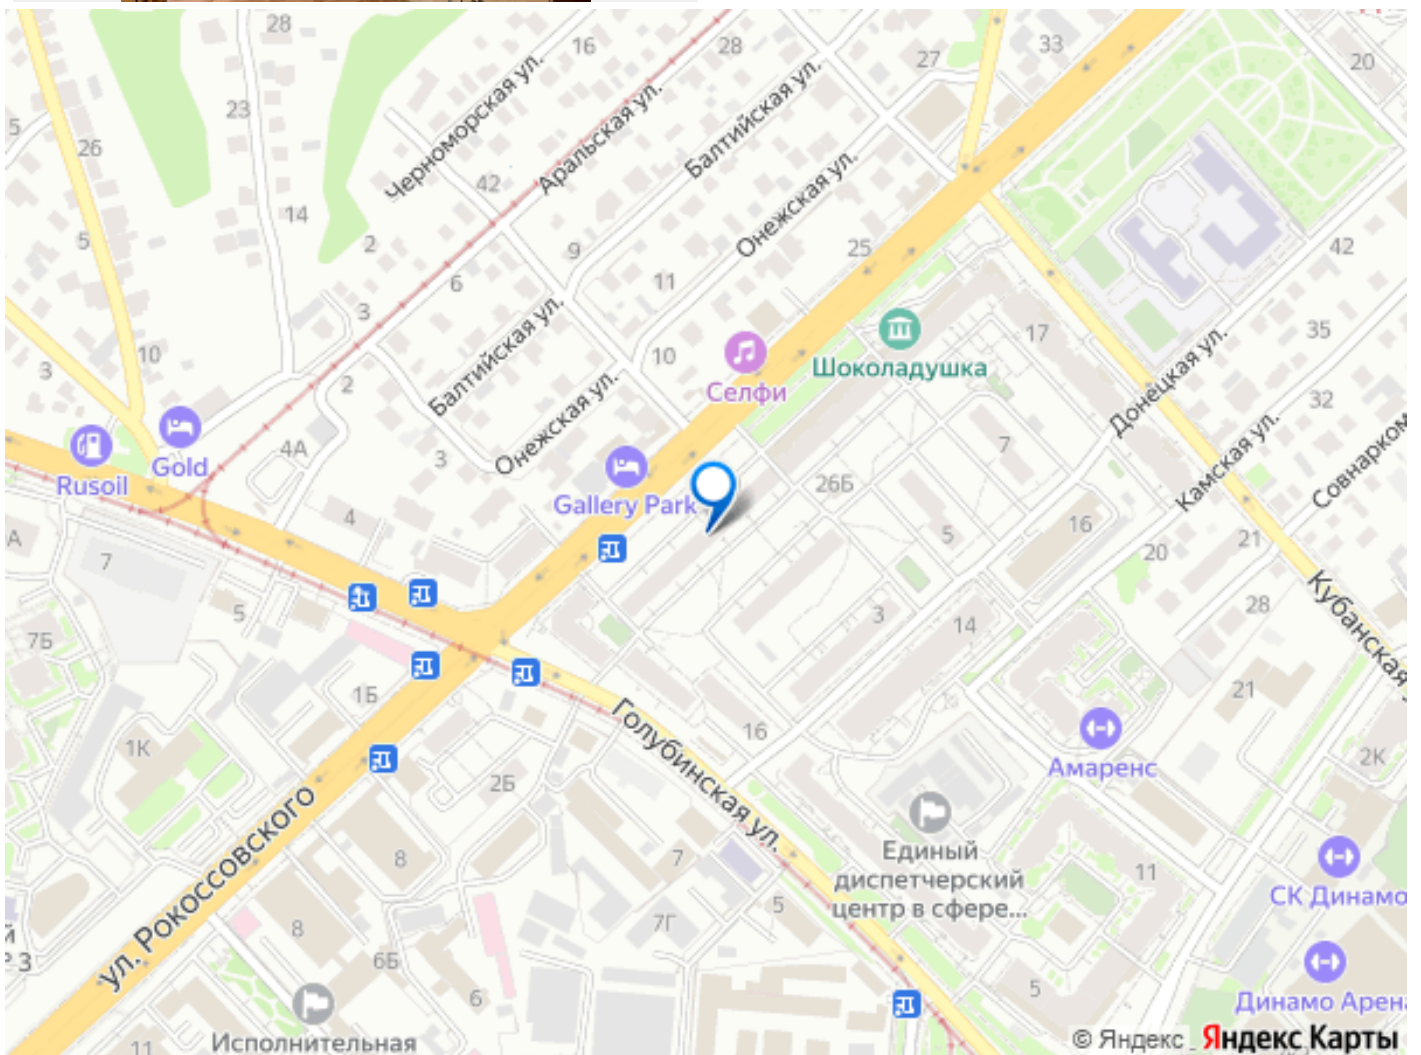 28
16
28
33
27
20
Черноморская ул.
Аральская ул.
Балтийская ул.
Онежская ул.
5
26
23
42
14
2
5
9
25
42
6
11
3
17
35
Шоколадушка
Селфи
10
3
10
2
Балтийская ул.
Онежская ул.
Донецкая ул.
32
Камская ул.
Совнарком
Gold
Rusoil
4А
3
7
Gallery Park
26Б
4
16
5
20
21
А
7
5
3
14
28
Кубанская
7Б
1Б
21
16
Голубинская ул.
1К
2Б
Амаренс
2К
ул. Рокоссовского
8
7
Единый
диспетчерский
центр в сфере...
11
СК Динамо
5
7Г
8
й
3
6Б
6
5
Динамо Арена
Исполнительная
11
© Яндекс
Яндекс Карты